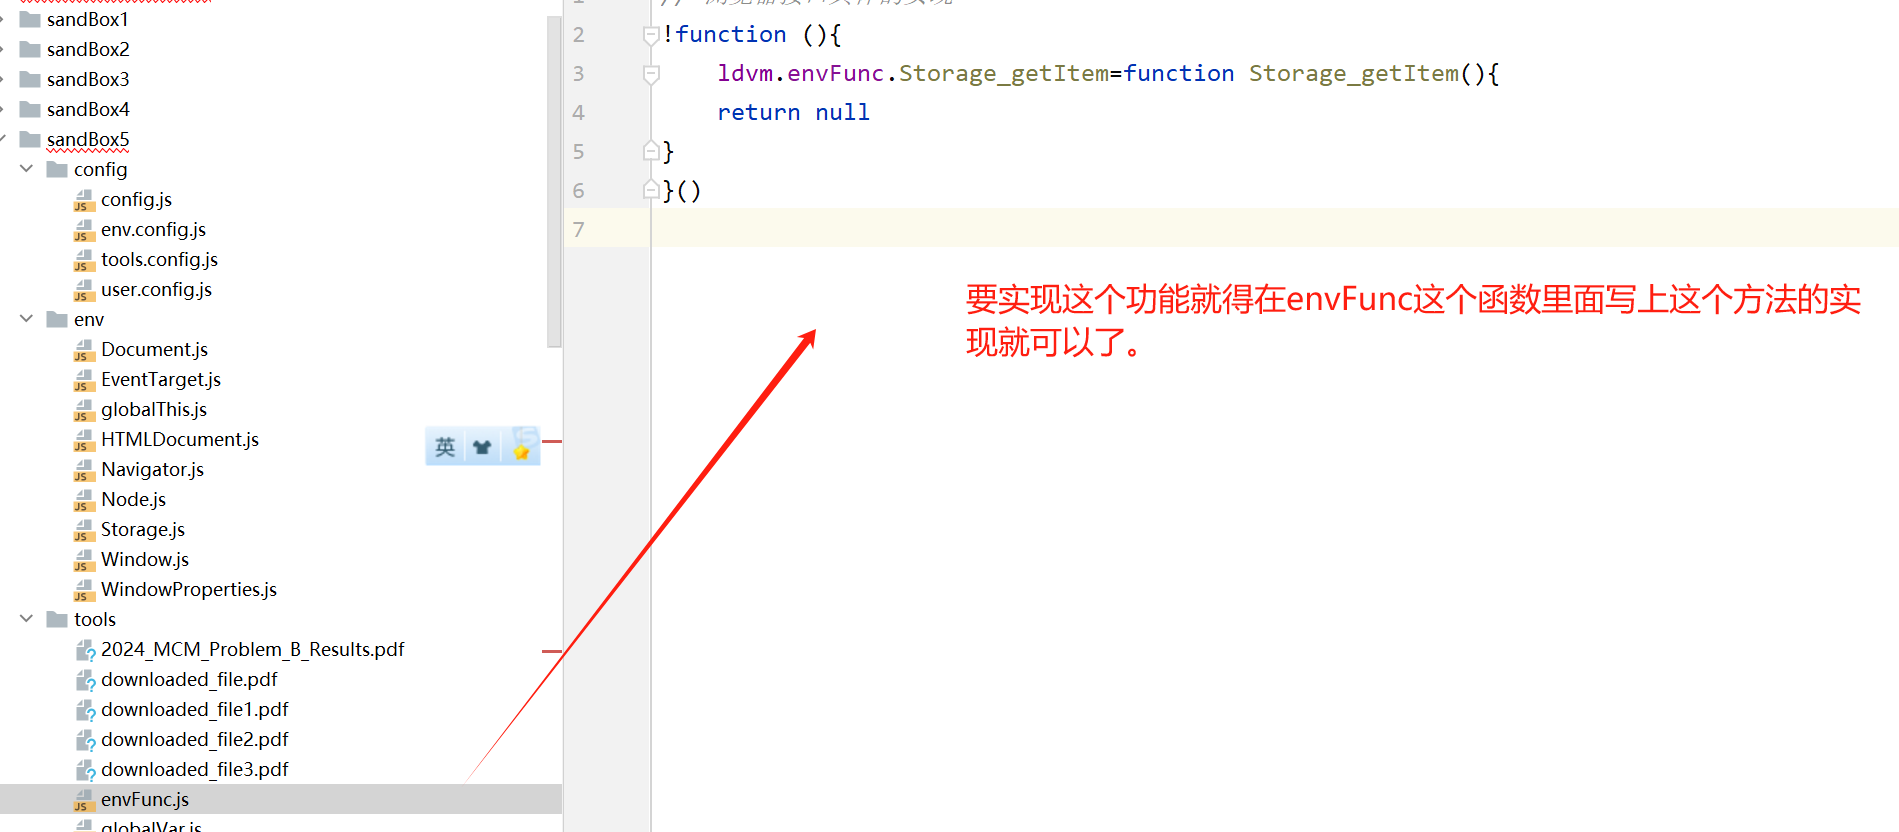 sandBox1
sandBox2
sandBox3
sandBox4
sandBox5
config
config.js
env.config.js
tools.config.js
user.config.js
env
Document.js
EventTarget.js
globalThis.js
HTMLDocument.js
Navigator.js
Node.js
Storage.js
Window.js
WindowProperties.js
tools
2024_MCM_Problem_B_Results.pdf
downloaded_file.pdf
downloaded_file1.pdf
downloaded_file2.pdf
downloaded_file3.pdf
envFunc.js
globalVar.js
英
2 !function (){
3 ldvm.envFunc.Storage_getItem=function Storage_getItem(){
4 return null
5 }
6 }()
7
要实现这个功能就得在envFunc这个函数里面写上这个方法的实
现就可以了。